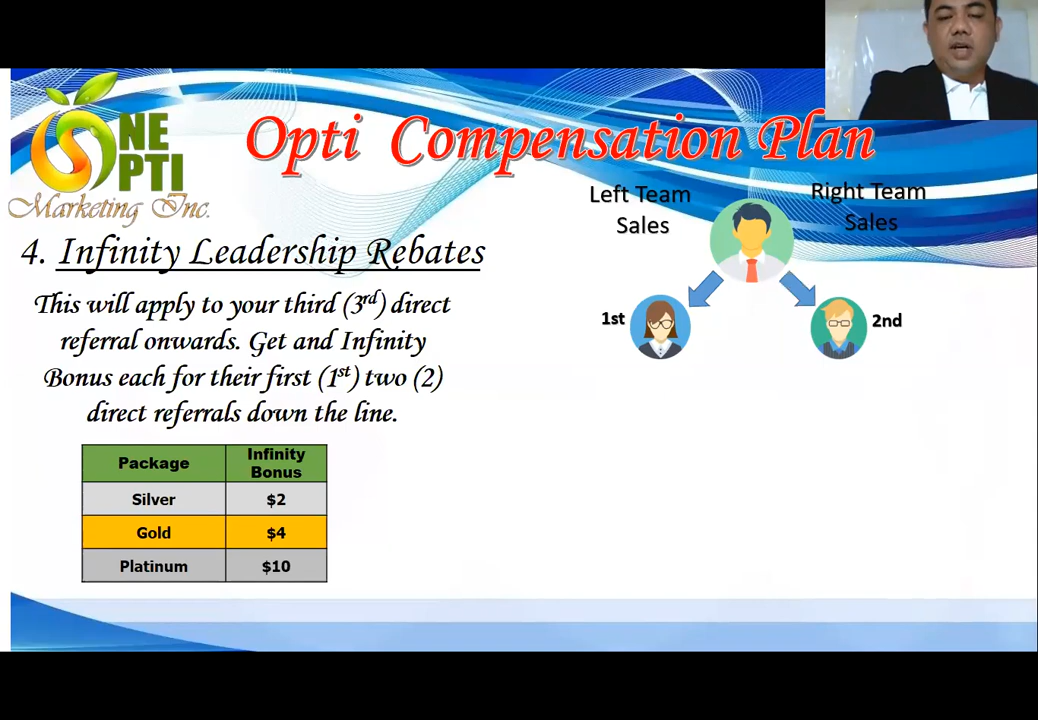 ONE
OPTI
Marketing Inc.
Opti Compensation Plan
Left Team
Sales
Right Team
Sales
4. Infinity Leadership Rebates
This will apply to your third (3rd) direct
referral onwards. Get and Infinity
Bonus each for their first (1st) two (2)
direct referrals down the line.
1st
2nd
Package Infinity Bonus
Silver $2
Gold $4
Platinum $10